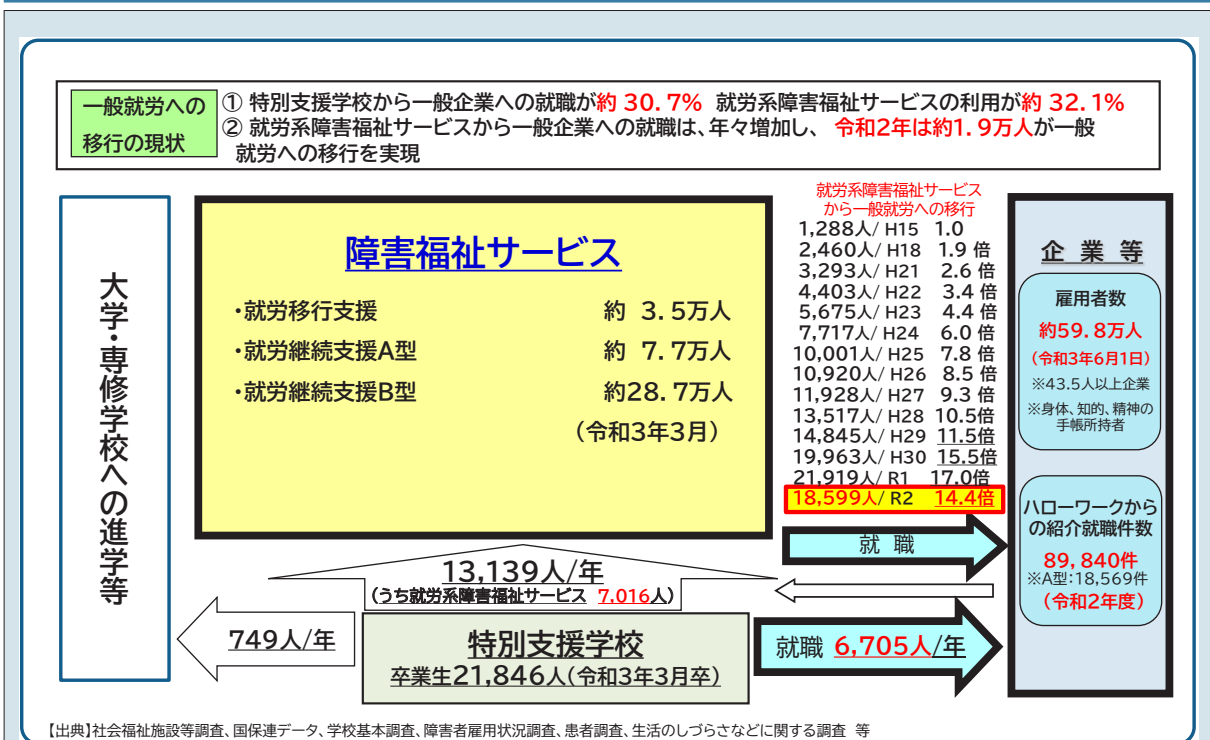 一般就労への
移行の現状
① 特別支援学校から一般企業への就職が約 30.7% 就労系障害福祉サービスの利用が約 32.1%
② 就労系障害福祉サービスから一般企業への就職は、年々増加し、 令和2年は約1.9万人が一般
就労への移行を実現
大学・専修学校への進学等
障害福祉サービス
・就労移行支援 約 3.5万人
・就労継続支援A型 約 7.7万人
・就労継続支援B型 約28.7万人
(令和3年3月)
就労系障害福祉サービス
から一般就労への移行
1,288人/ H15 1.0
2,460人/ H18 1.9 倍
3,293人/ H21 2.6 倍
4,403人/ H22 3.4 倍
5,675人/ H23 4.4 倍
7,717人/ H24 6.0 倍
10,001人/ H25 7.8 倍
10,920人/ H26 8.5 倍
11,928人/ H27 9.3 倍
13,517人/ H28 10.5倍
14,845人/ H29 11.5倍
19,963人/ H30 15.5倍
21,919人/ R1 17.0倍
18,599人/ R2 14.4倍
就 職
企 業 等
雇用者数
約59.8万人
(令和3年6月1日)
※43.5人以上企業
※身体、知的、精神の
手帳所持者
ハローワークから
の紹介就職件数
89,840件
※A型:18,569件
(令和2年度)
13,139人/年
(うち就労系障害福祉サービス 7,016人)
749人/年
特別支援学校
卒業生21,846人(令和3年3月卒)
就職 6,705人/年
【出典】社会福祉施設等調査、国保連データ、学校基本調査、障害者雇用状況調査、患者調査、生活のしづらさなどに関する調査 等